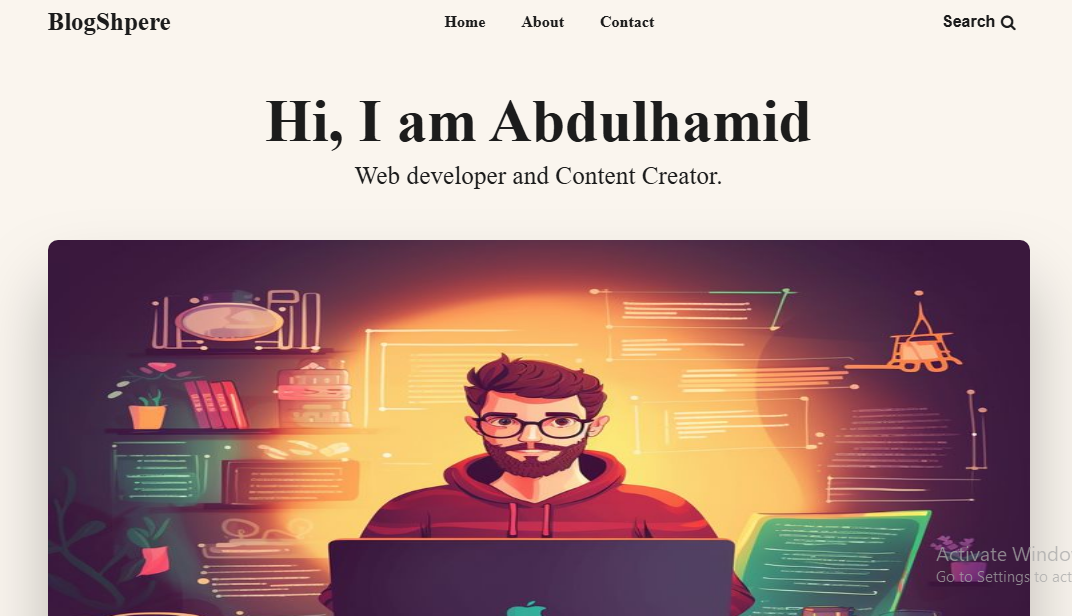 BlogShpere
Home About Contact
Search
Hi, I am Abdulhamid
Web developer and Content Creator.
Activate Windo
Go to Settings to act